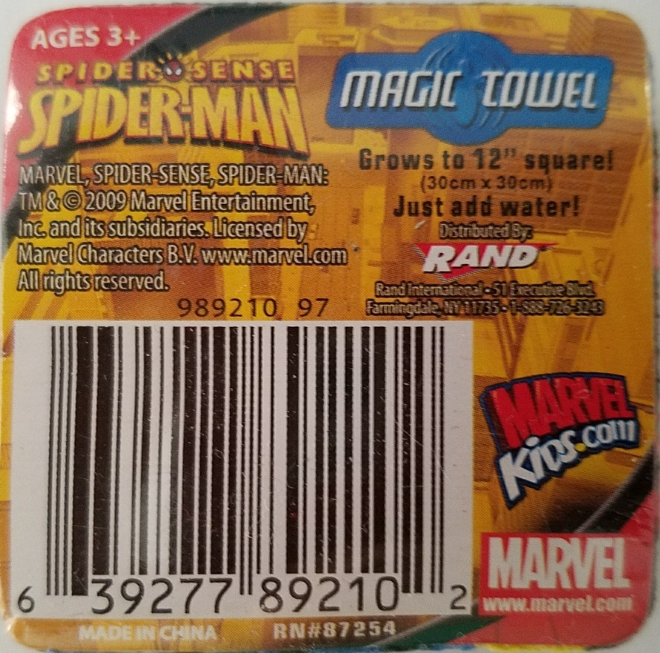 AGES 3+
SPIDER-SENSE
SPIDER-MAN
MARVEL, SPIDER-SENSE, SPIDER-MAN:
TM & © 2009 Marvel Entertainment,
Inc. and its subsidiaries. Licensed by
Marvel Characters B.V. www.marvel.com
All rights reserved.
MAGIC TOWEL
Grows to 12" square!
(30cm x 30cm)
Just add water!
Distributed By:
RAND
Rand International • 51 Executive Blvd.
Farmingdale, NY 11735 • 1-888-726-3243
989210 97
6 39277 89210 2
MADE IN CHINA RN#87254
MARVEL
KiDS.com
MARVEL
www.marvel.com